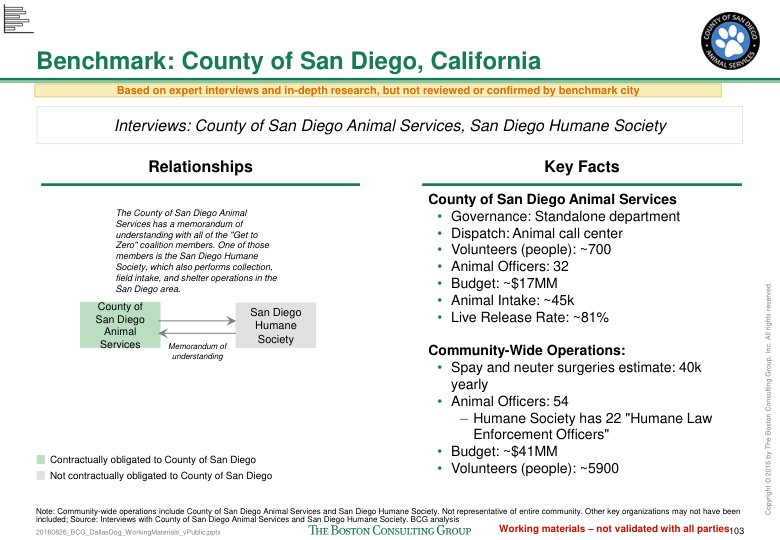 COUNTY OF SAN DIEGO
ANIMAL SERVICES
Benchmark: County of San Diego, California
Based on expert interviews and in-depth research, but not reviewed or confirmed by benchmark city
Interviews: County of San Diego Animal Services, San Diego Humane Society
Relationships
The County of San Diego Animal
Services has a memorandum of
understanding with all of the "Get to
Zero" coalition members. One of those
members is the San Diego Humane
Society, which also performs collection,
field intake, and shelter operations in the
San Diego area.
County of
San Diego
Animal
Services
San Diego
Humane
Society
Memorandum of
understanding
Contractually obligated to County of San Diego
Not contractually obligated to County of San Diego
Key Facts
County of San Diego Animal Services
• Governance: Standalone department
• Dispatch: Animal call center
• Volunteers (people): ~700
• Animal Officers: 32
• Budget: ~$17MM
• Animal Intake: ~45k
• Live Release Rate: ~81%
Community-Wide Operations:
• Spay and neuter surgeries estimate: 40k
yearly
• Animal Officers: 54
– Humane Society has 22 "Humane Law
Enforcement Officers"
• Budget: ~$41MM
• Volunteers (people): ~5900
Note: Community-wide operations include County of San Diego Animal Services and San Diego Humane Society. Not representative of entire community. Other key organizations may not have been
included; Source: Interviews with County of San Diego Animal Services and San Diego Humane Society. BCG analysis
20160826_BCG_DallasDog_WorkingMaterials_vPublic.pptx
THE BOSTON CONSULTING GROUP
Working materials – not validated with all parties
103
Copyright © 2016 by The Boston Consulting Group, Inc. All rights reserved.